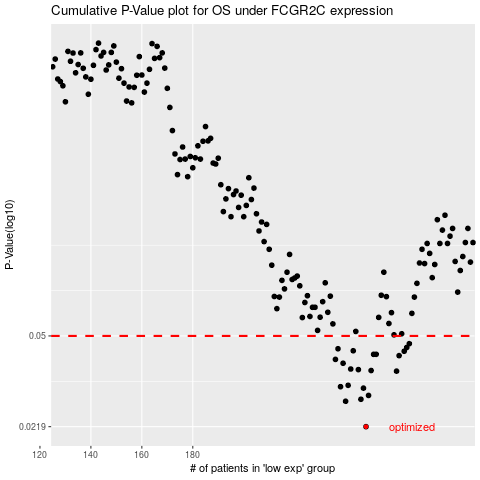 Cumulative P-Value plot for OS under FCGR2C expression
P-Value(log10)
0.05
0.0219
optimized
120
140
160
180
# of patients in 'low exp' group